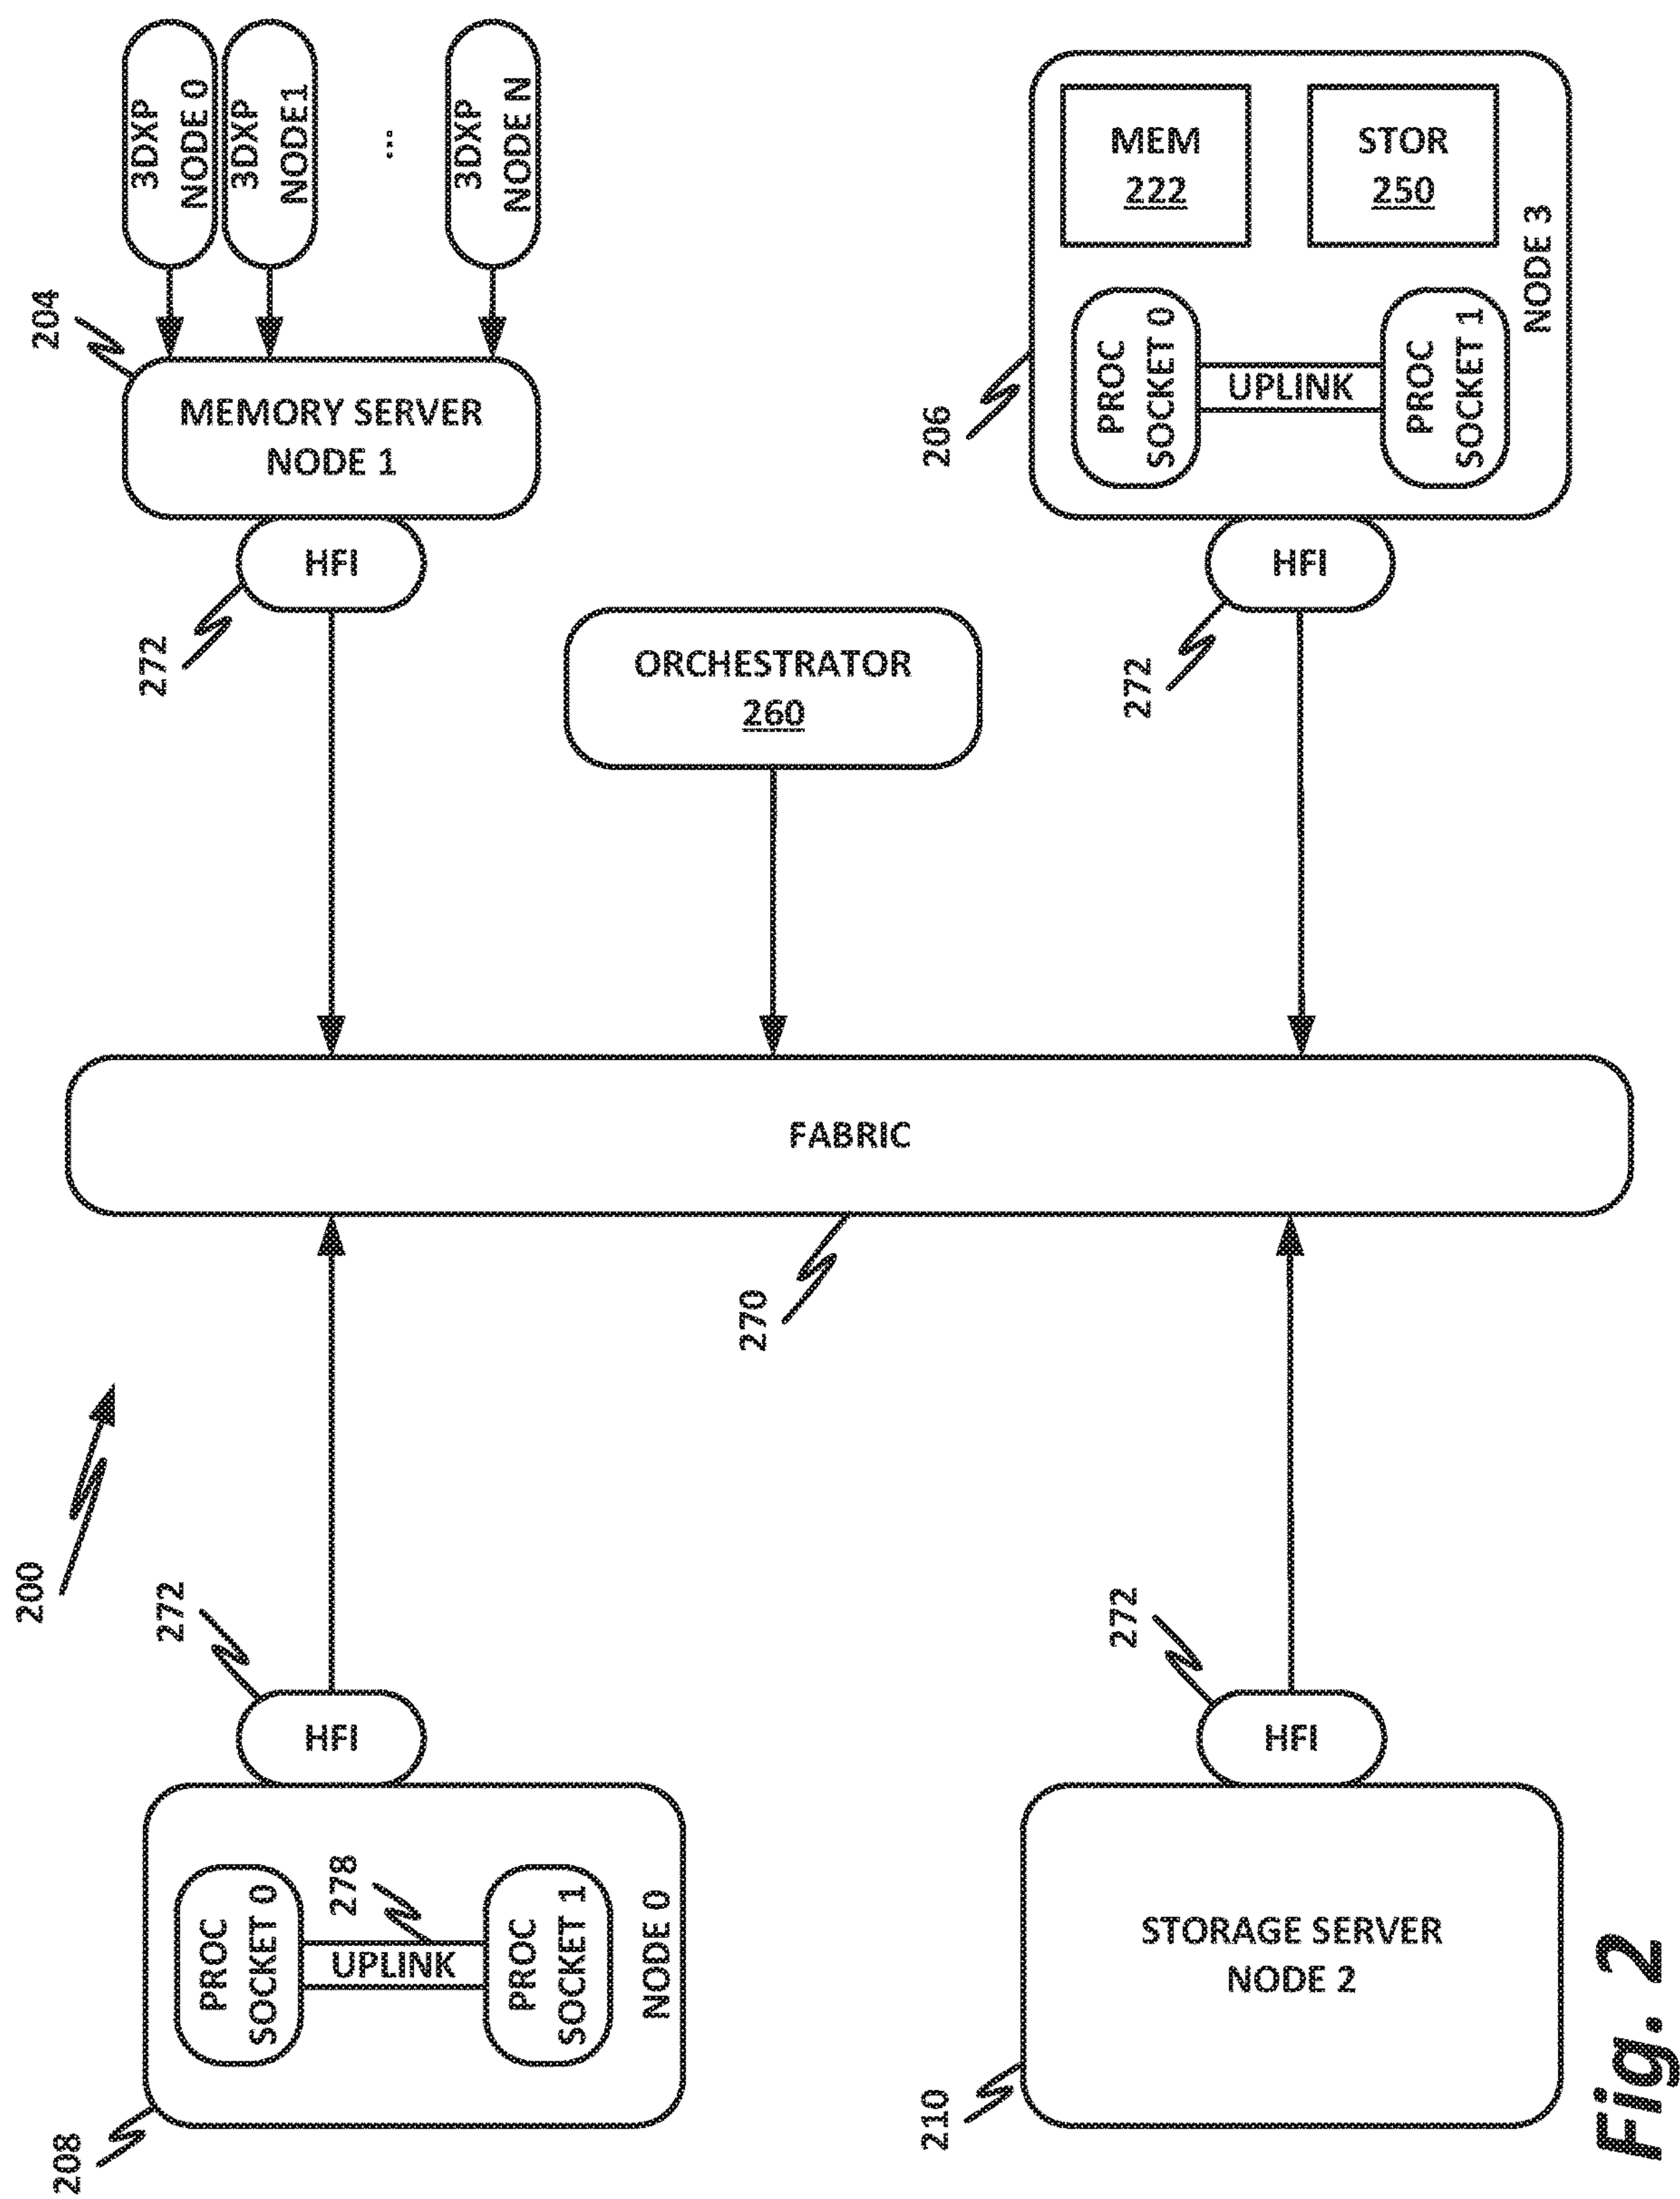 3DXP
NODE 0
3DXP
NODE1
...
3DXP
NODE N
204
MEMORY SERVER
NODE 1
HFI
272
MEM
222
STOR
250
PROC
SOCKET 0
UPLINK
PROC
SOCKET 1
NODE 3
206
HFI
272
ORCHESTRATOR
260
FABRIC
270
200
272
HFI
PROC
SOCKET 0
278
UPLINK
PROC
SOCKET 1
NODE 0
208
272
HFI
STORAGE SERVER
NODE 2
210
Fig. 2